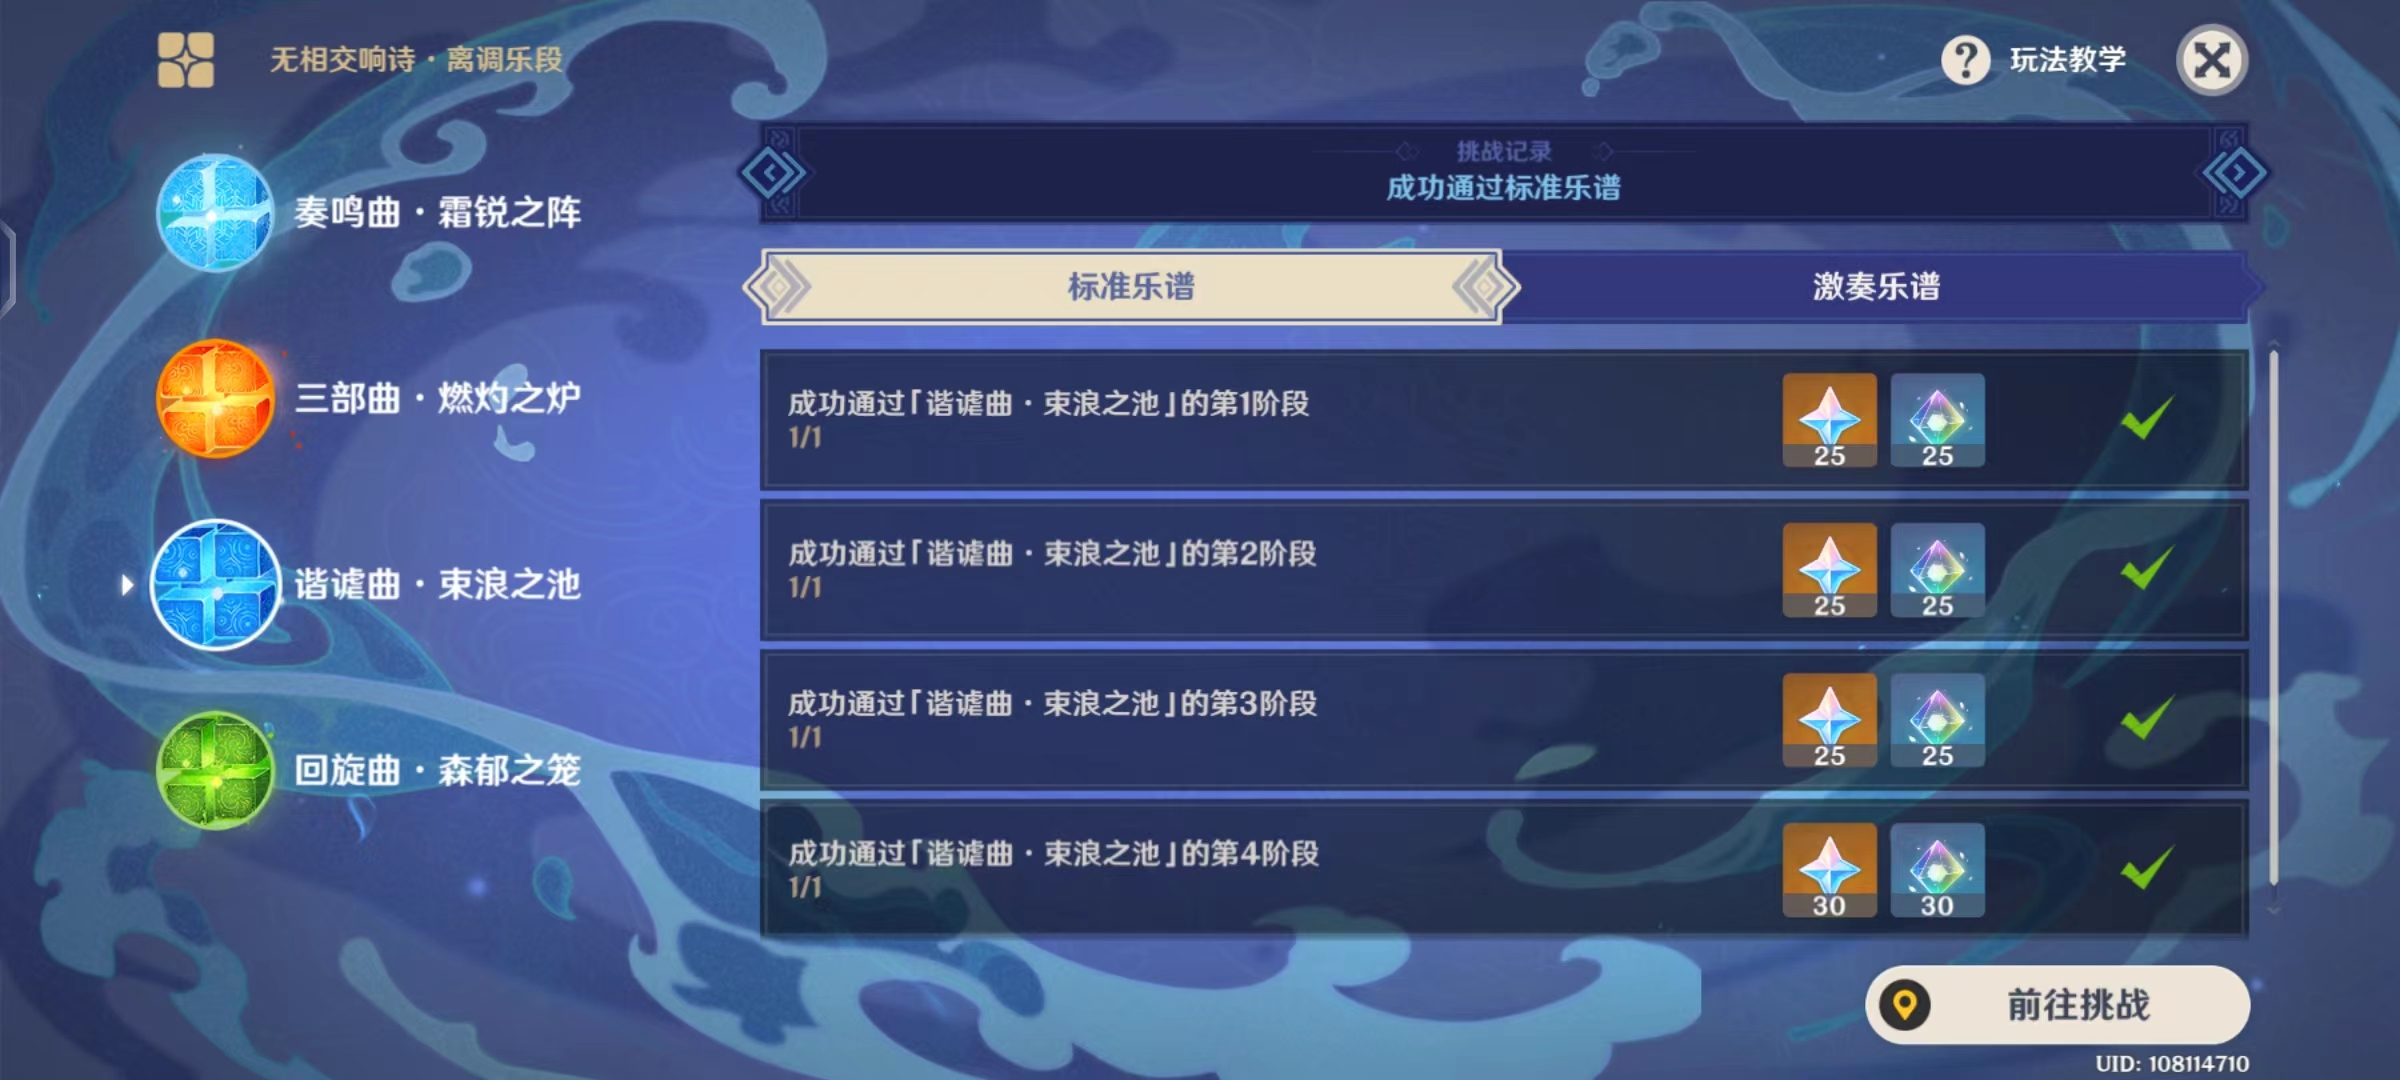 无相交响诗·离调乐段
玩法教学
奏鸣曲·霜锐之阵
三部曲·燃灼之炉
谐谑曲·束浪之池
回旋曲·森郁之笼
挑战记录
成功通过标准乐谱
标准乐谱
激奏乐谱
成功通过「谐谑曲·束浪之池」的第1阶段
1/1
25
25
成功通过「谐谑曲·束浪之池」的第2阶段
1/1
25
25
成功通过「谐谑曲·束浪之池」的第3阶段
1/1
25
25
成功通过「谐谑曲·束浪之池」的第4阶段
1/1
30
30
前往挑战
UID: 108114710